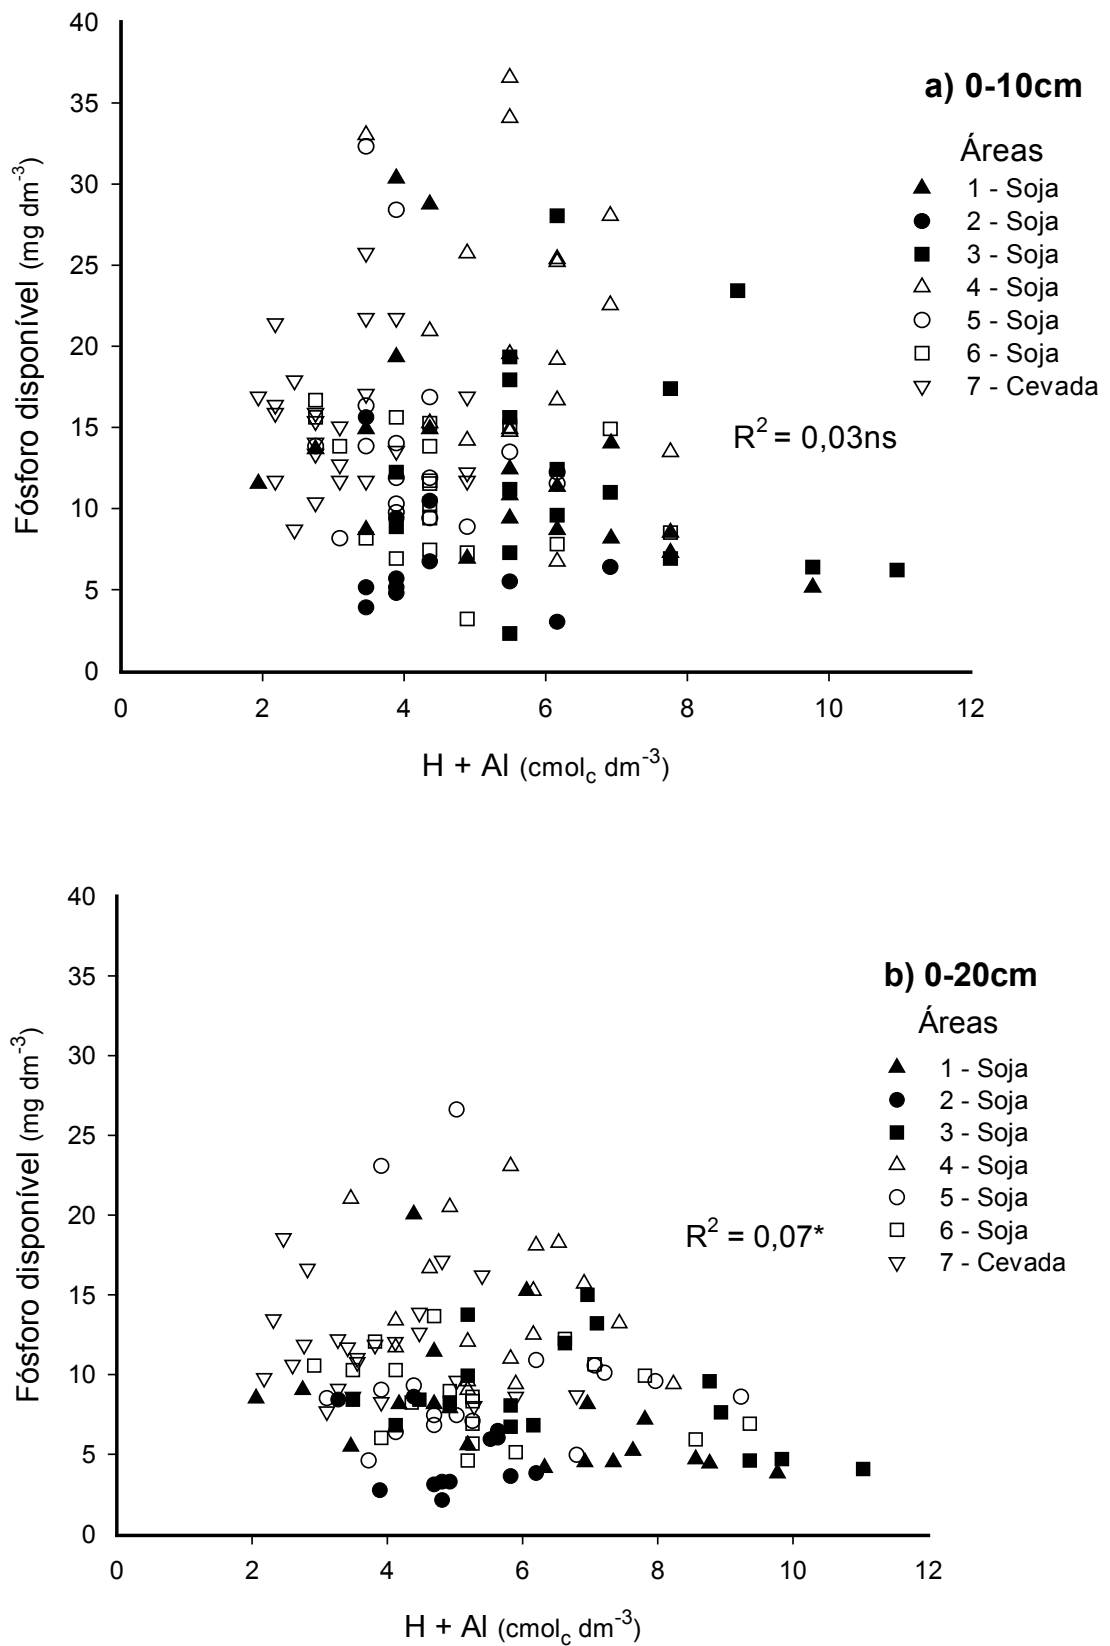 40
35
30
25
20
15
10
5
0
Fósforo disponível (mg dm-3)
a) 0-10cm
Áreas
1 - Soja
2 - Soja
3 - Soja
4 - Soja
5 - Soja
6 - Soja
7 - Cevada
R2 = 0,03ns
0 2 4 6 8 10 12
H + Al (cmolc dm-3)
40
35
30
25
20
15
10
5
0
Fósforo disponível (mg dm-3)
b) 0-20cm
Áreas
1 - Soja
2 - Soja
3 - Soja
4 - Soja
5 - Soja
6 - Soja
7 - Cevada
R2 = 0,07*
0 2 4 6 8 10 12
H + Al (cmolc dm-3)